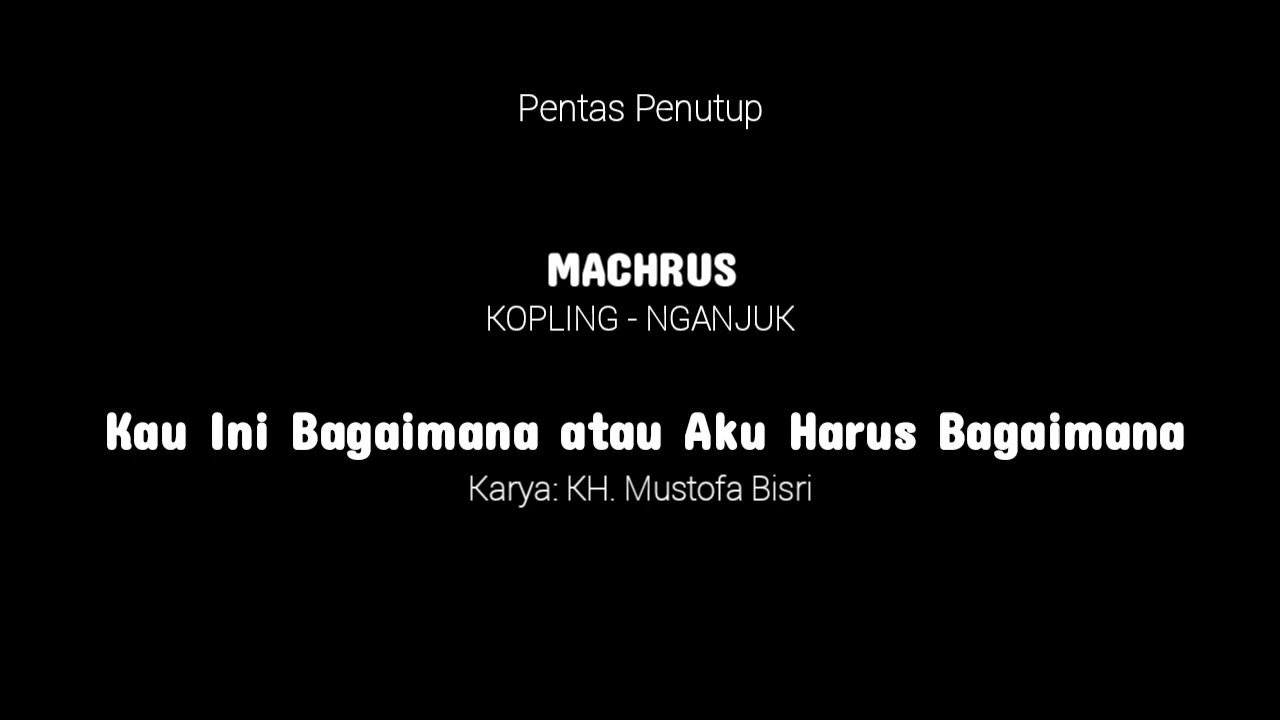 Pentas Penutup
MACHRUS
KOPLING - NGANJUK
Kau Ini Bagaimana atau Aku Harus Bagaimana
Karya: KH. Mustofa Bisri